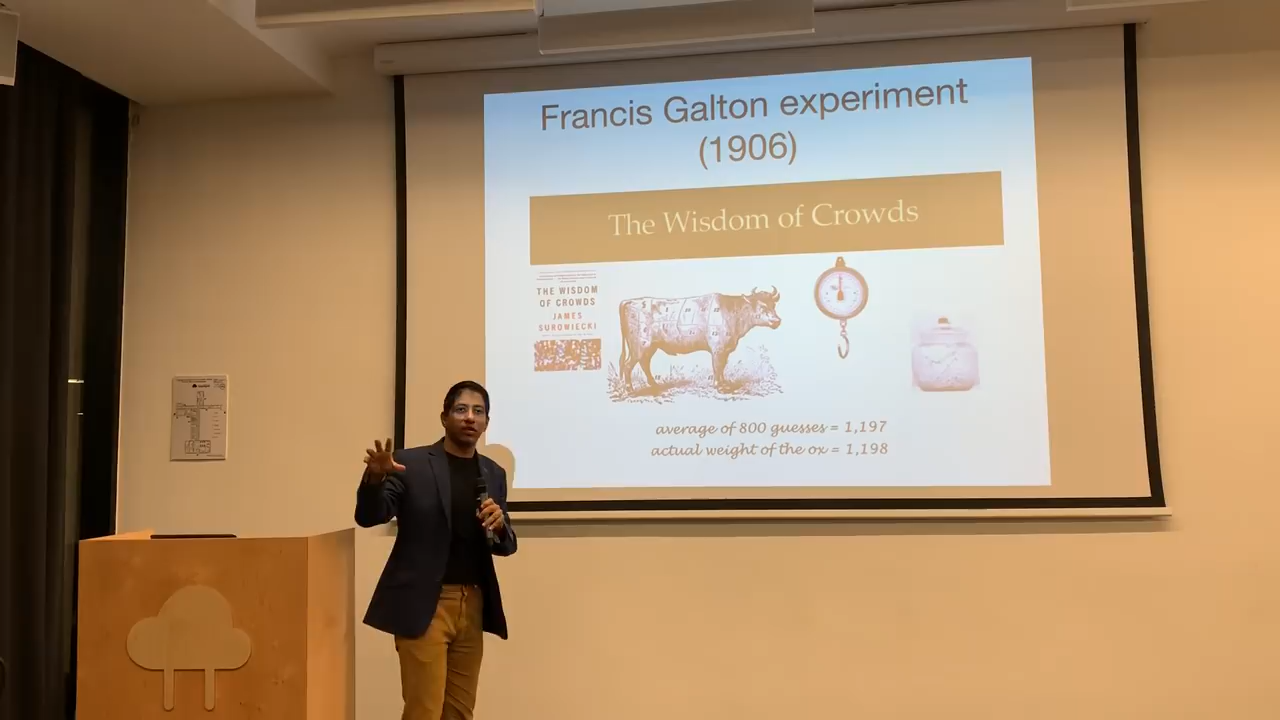 Francis Galton experiment
(1906)
The Wisdom of Crowds
THE WISDOM
OF CROWDS
JAMES
SUROWIECKI
average of 800 guesses = 1,197
actual weight of the ox = 1,198